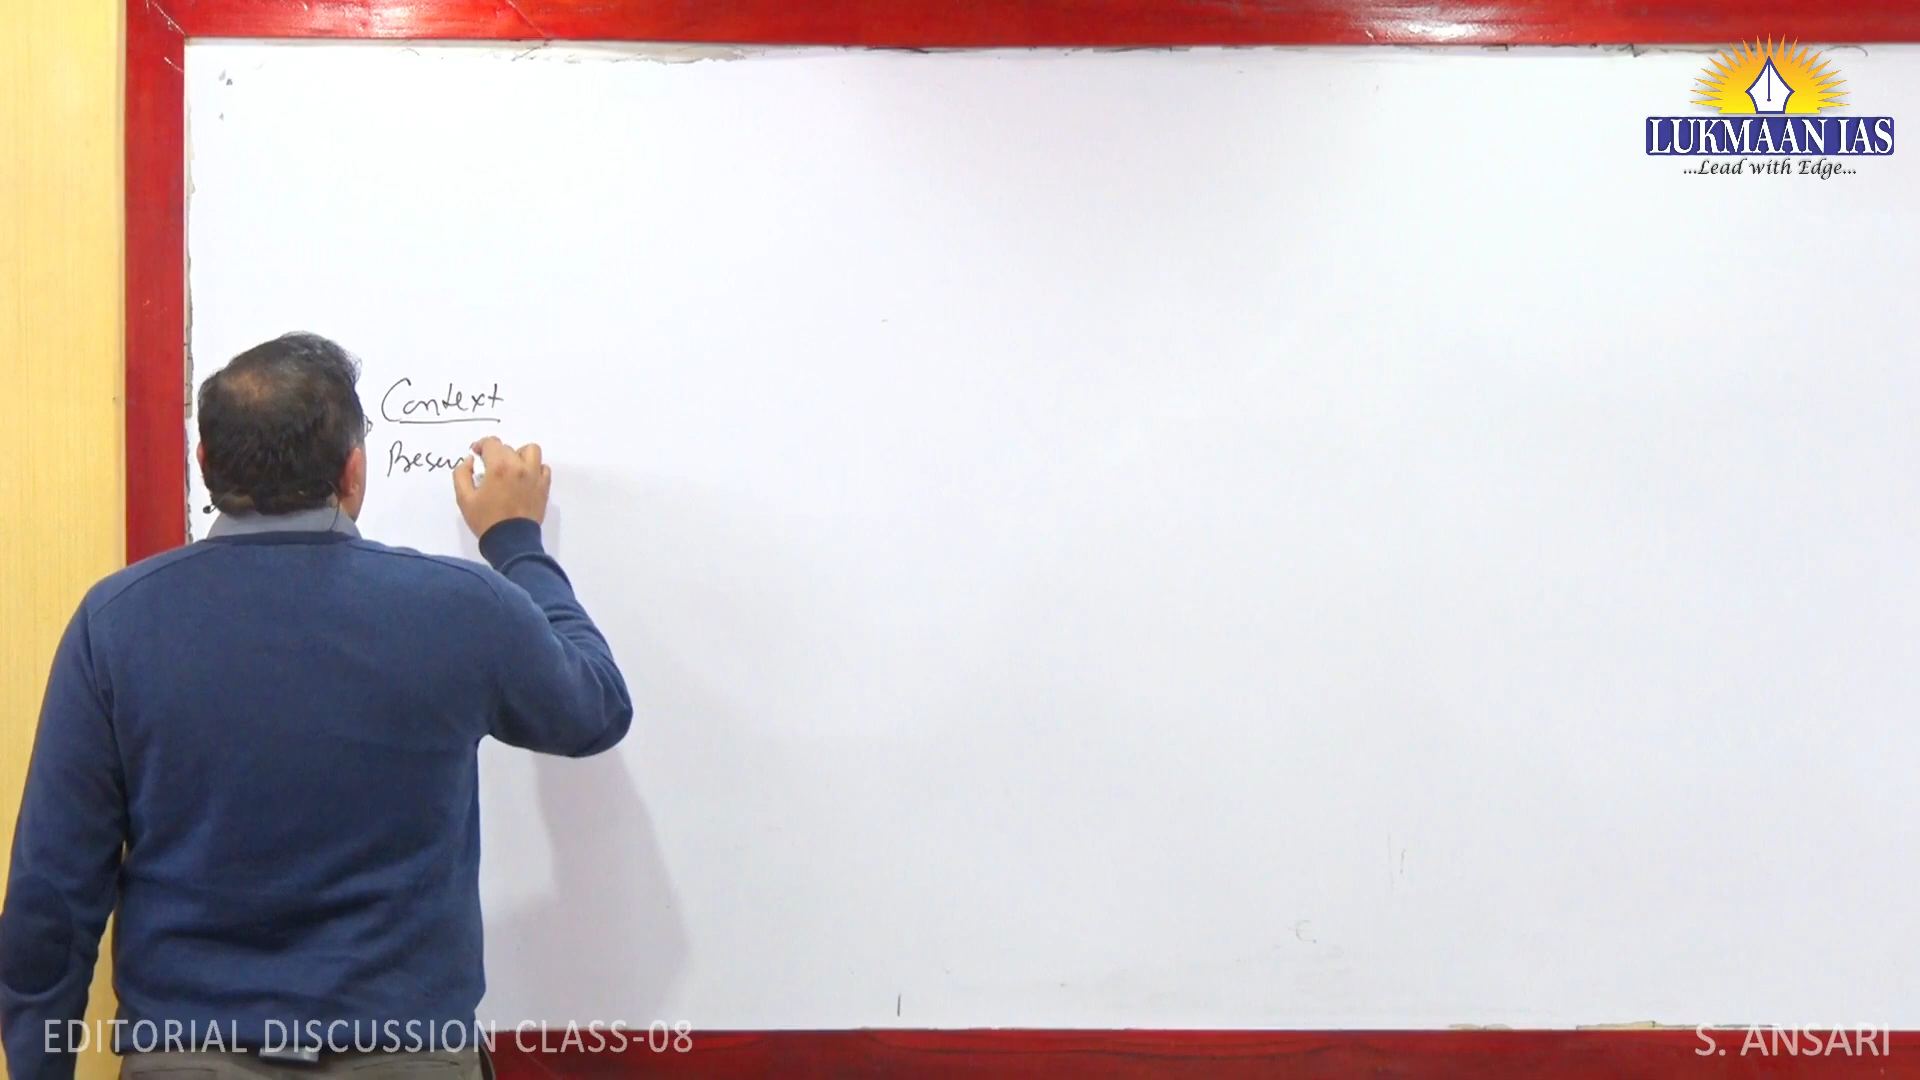 LUKMAAN IAS
...Lead with Edge...
Context
EDITORIAL DISCUSSION CLASS-08
S. ANSARI